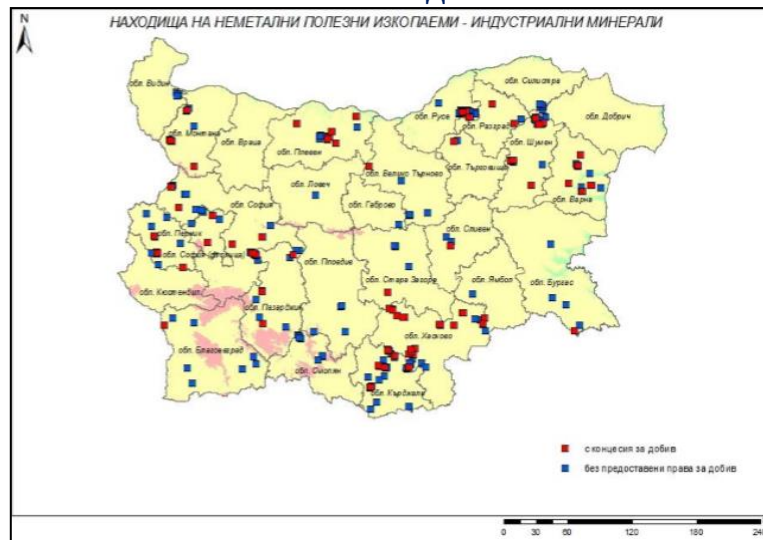 N
НАХОДИЩА НА НЕМЕТАЛНИ ПОЛЕЗНИ ИЗКОПАЕМИ - ИНДУСТРИАЛНИ МИНЕРАЛИ
обл. Видин
обл. Монтана
обл. Враца
обл. Плевен
обл. Русе
обл. Силистра
обл. Разград
обл. Добрич
обл. Шумен
обл. Варна
обл. Търговище
обл. Велико Търново
обл. Ловеч
обл. Габрово
обл. София
обл. Перник
обл. София (столица)
обл. Сливен
обл. Пловдив
обл. Стара Загора
обл. Ямбол
обл. Бургас
обл. Кюстендил
обл. Пазарджик
обл. Хасково
обл. Благоевград
обл. Смолян
обл. Кърджали
с концесия за добив
без предоставени права за добив
0 15 30 60 120 180 240